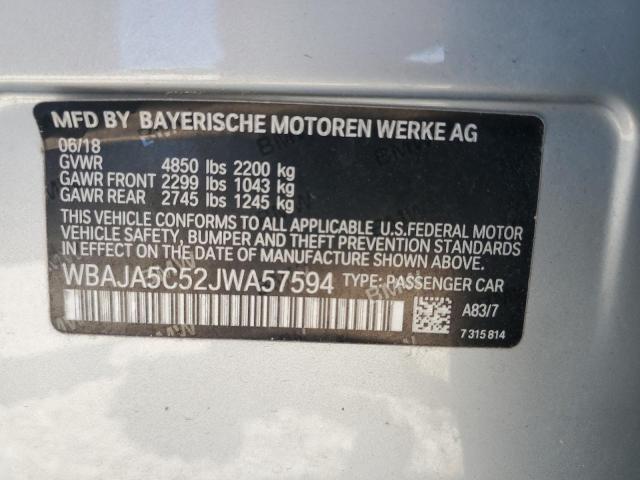 MFD BY BAYERISCHE MOTOREN WERKE AG
06/18
GVWR 4850 lbs 2200 kg
GAWR FRONT 2299 lbs 1043 kg
GAWR REAR 2745 lbs 1245 kg
THIS VEHICLE CONFORMS TO ALL APPLICABLE U.S.FEDERAL MOTOR
VEHICLE SAFETY, BUMPER AND THEFT PREVENTION STANDARDS
IN EFFECT ON THE DATE OF MANUFACTURE SHOWN ABOVE.
WBAJA5C52JWA57594 TYPE: PASSENGER CAR
A83/7
7 315 814